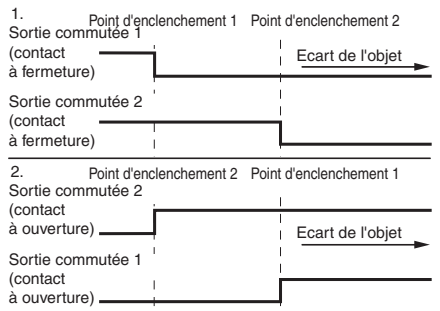 1.
Point d'enclenchement 1 Point d'enclenchement 2
Sortie commutée 1
(contact
à fermeture)
Ecart de l'objet
Sortie commutée 2
(contact
à fermeture)
2.
Point d'enclenchement 2 Point d'enclenchement 1
Sortie commutée 2
(contact
à ouverture)
Ecart de l'objet
Sortie commutée 1
(contact
à ouverture)